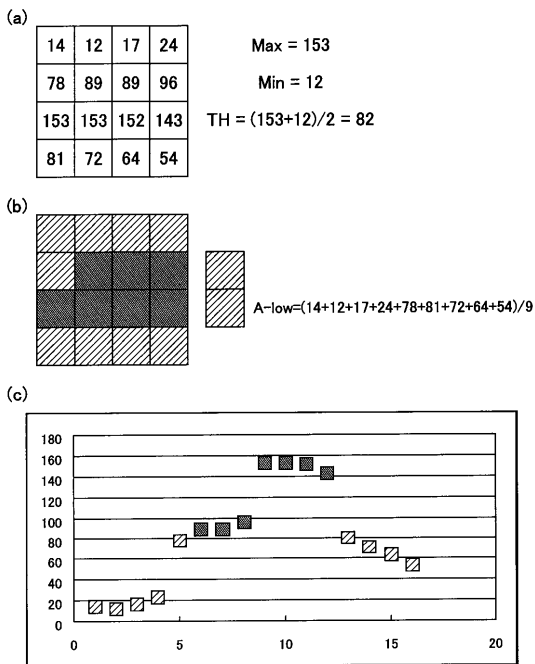 (a)
14 12 17 24
Max = 153
78 89 89 96
Min = 12
153 153 152 143
TH = (153+12)/2 = 82
81 72 64 54
(b)
A-low=(14+12+17+24+78+81+72+64+54)/9
(c)
180
160
140
120
100
80
60
40
20
0
0 5 10 15 20